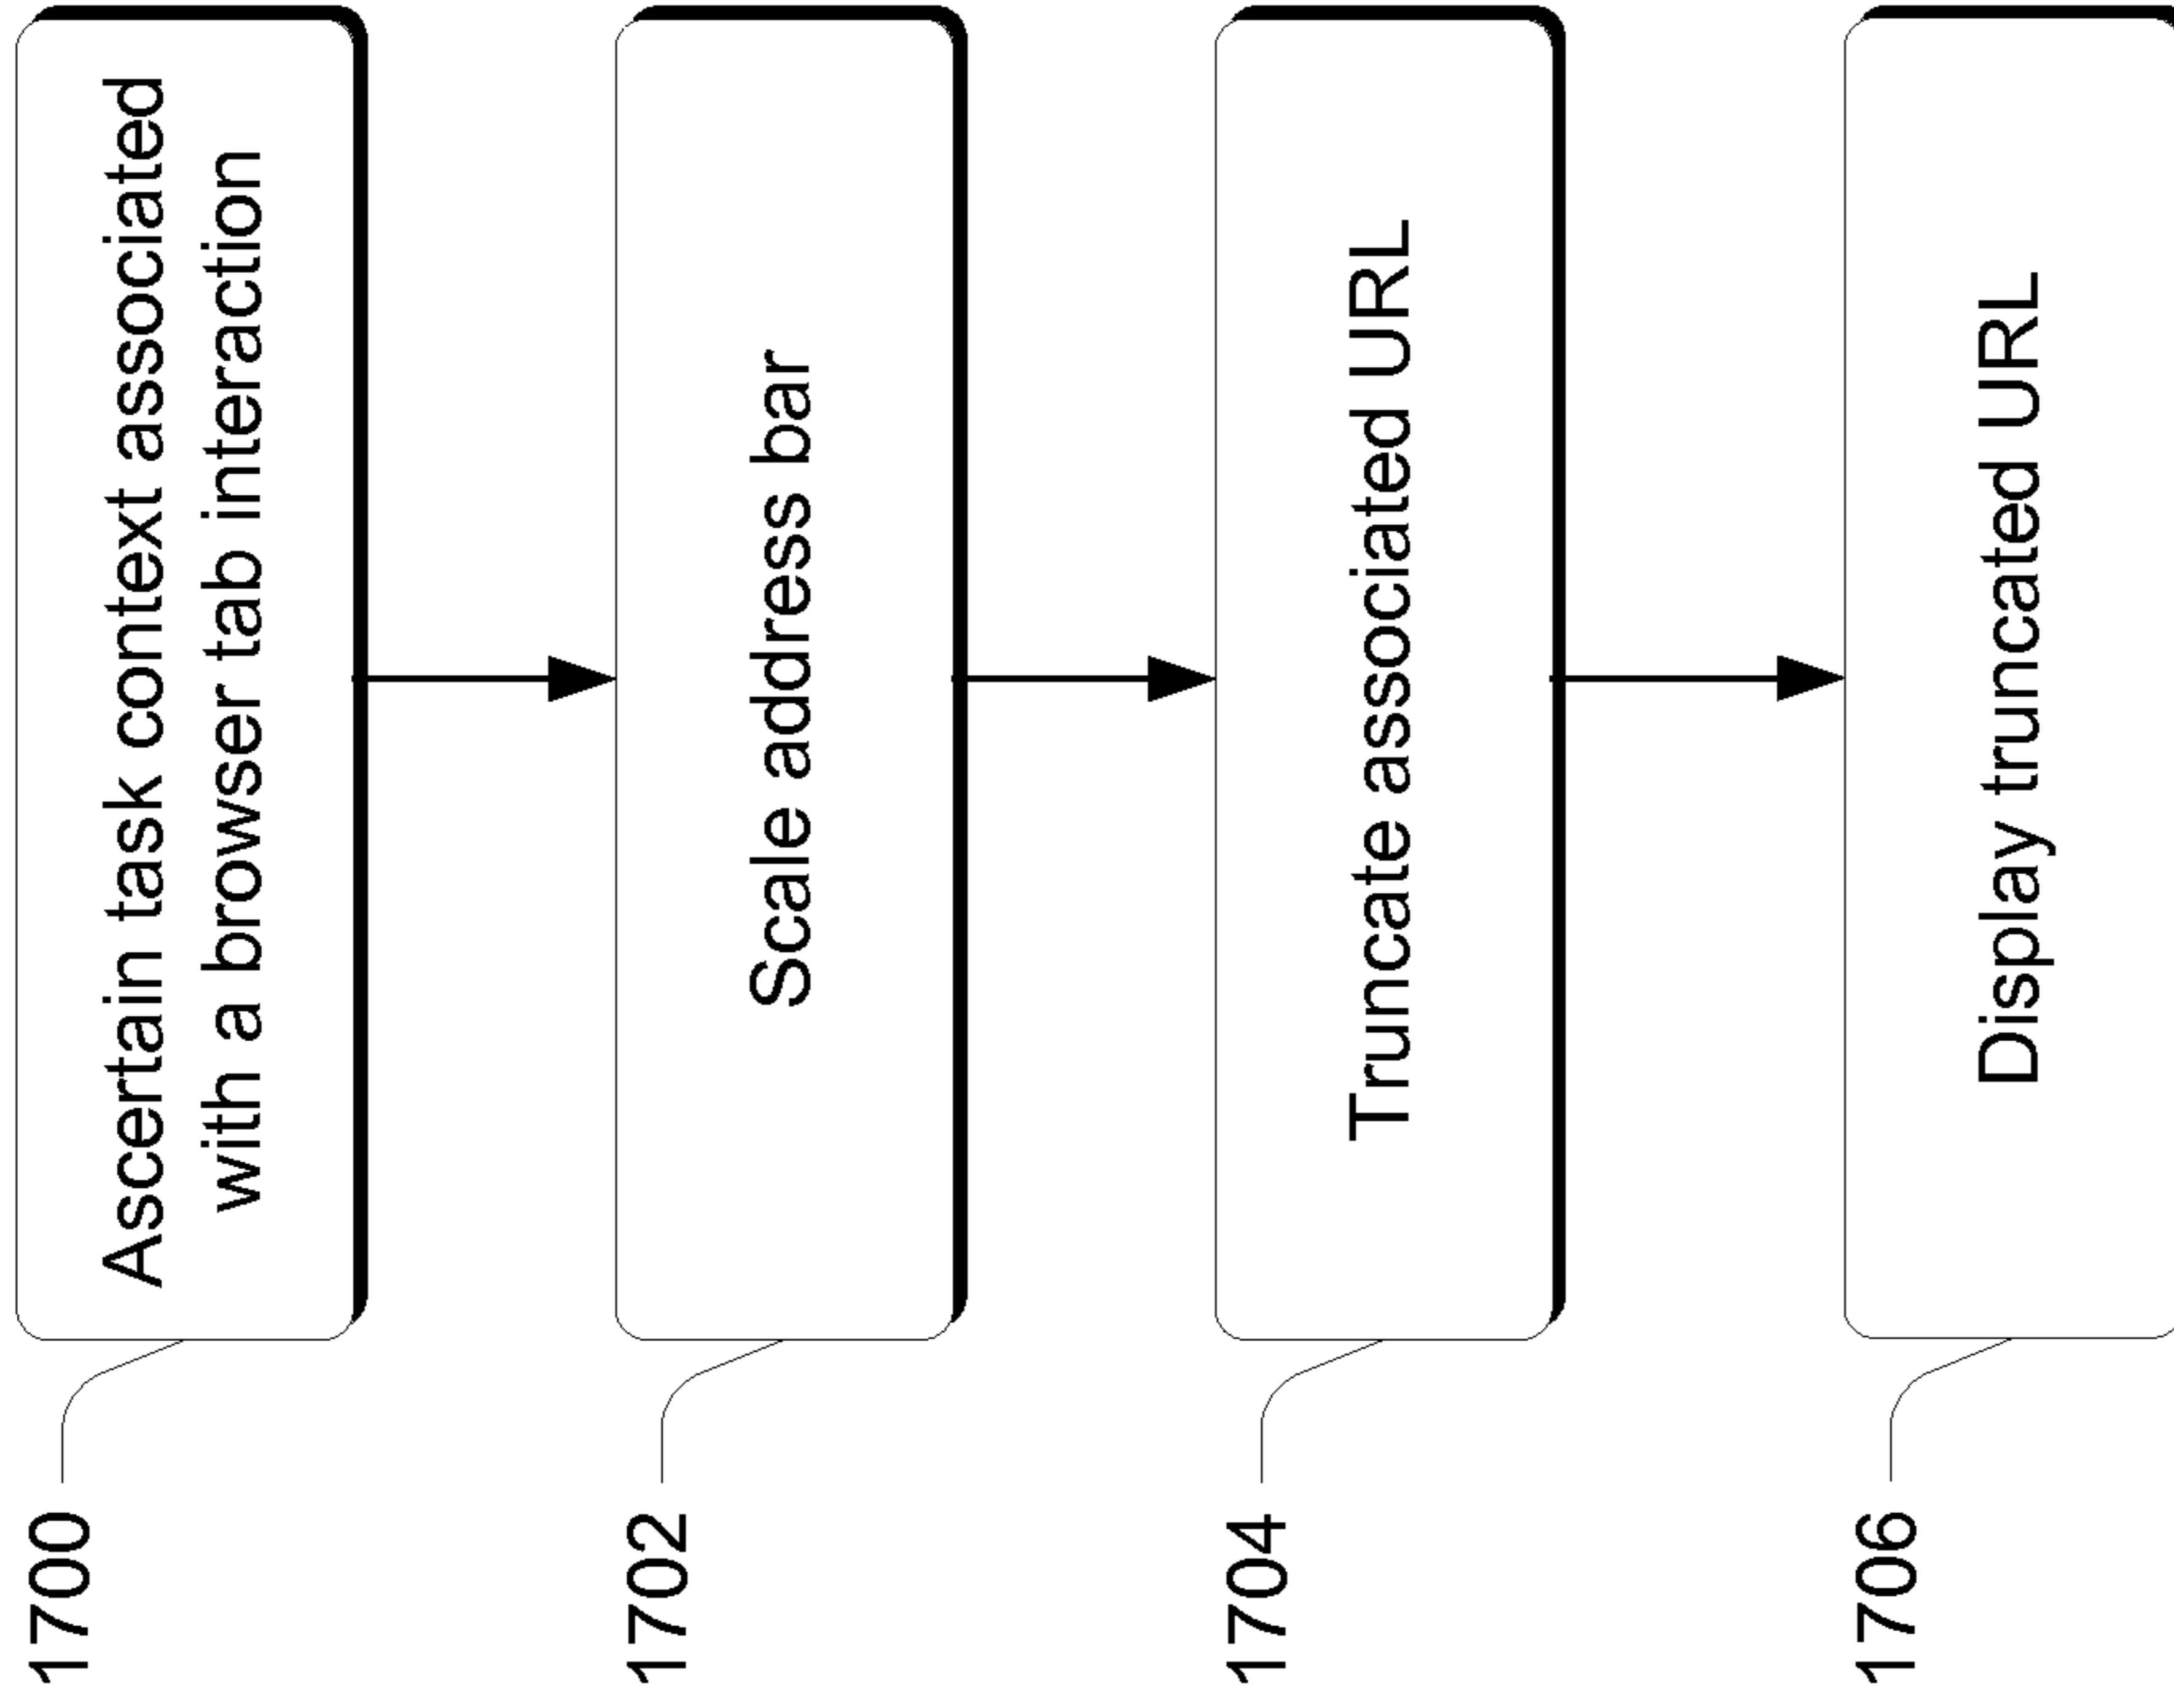 1700
Ascertain task context associated
with a browser tab interaction
1702
Scale address bar
1704
Truncate associated URL
1706
Display truncated URL